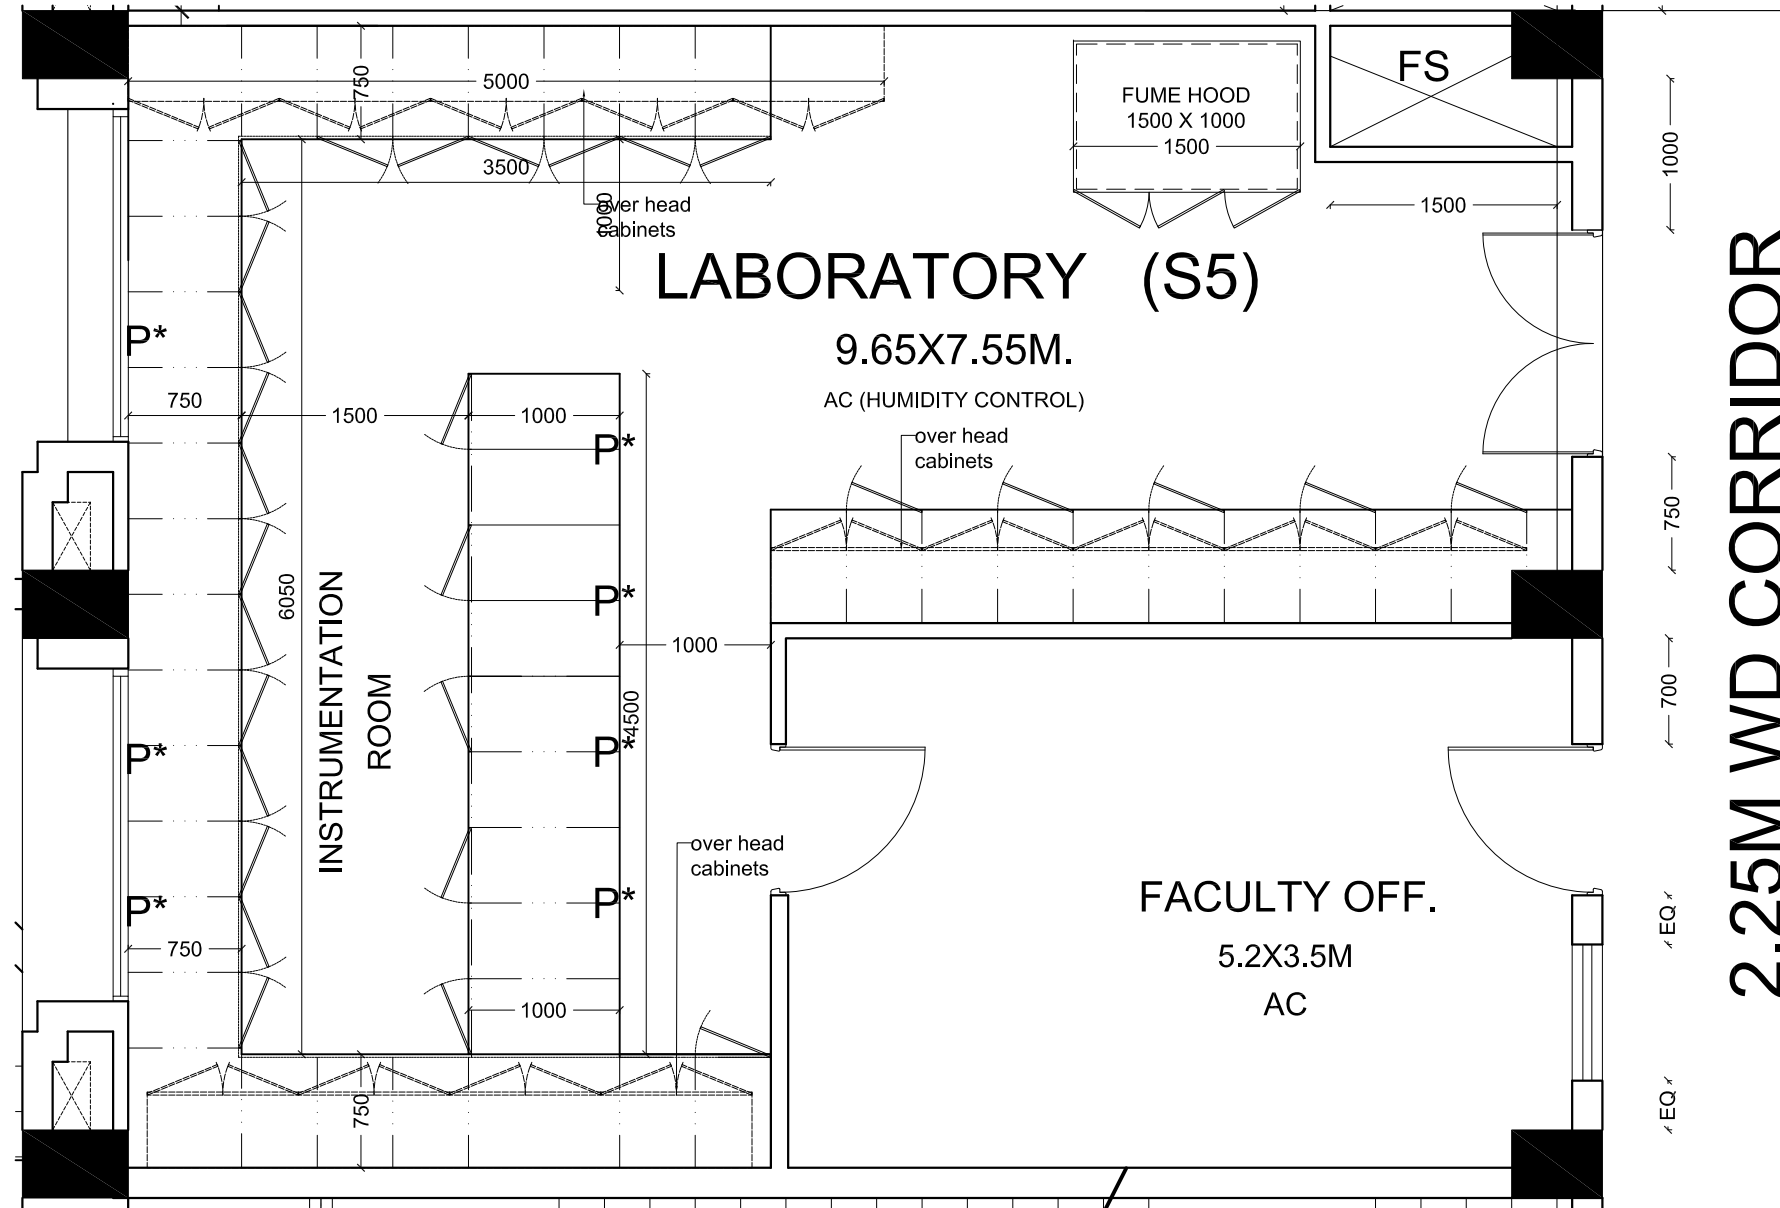 FS
750
5000
FUME HOOD
1500 X 1000
1500
1000
3500
over head
cabinets
1000
1500
LABORATORY (S5)
9.65X7.55M.
AC (HUMIDITY CONTROL)
P*
750
1500
1000
P*
over head
cabinets
750
6050
INSTRUMENTATION
ROOM
P*
1000
4500
700
P*
P*
over head
cabinets
P*
P*
750
FACULTY OFF.
5.2X3.5M
AC
EQ
1000
750
EQ
2.25M WD CORRIDOR